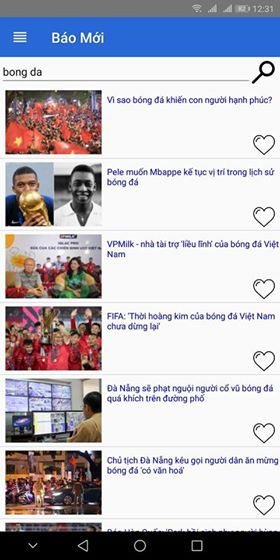 12:31
Báo Mới
bong da
Vì sao bóng đá khiến con người hạnh phúc?
Pele muốn Mbappe kế tục vị trí trong lịch sử
bóng đá
VPMilk - nhà tài trợ 'liều lĩnh' của bóng đá Việt
Nam
FIFA: 'Thời hoàng kim của bóng đá Việt Nam
chưa dừng lại'
Đà Nẵng sẽ phạt nguội người cổ vũ bóng đá
quá khích trên đường phố
Chủ tịch Đà Nẵng kêu gọi người dân ăn mừng
bóng đá 'có văn hoá'